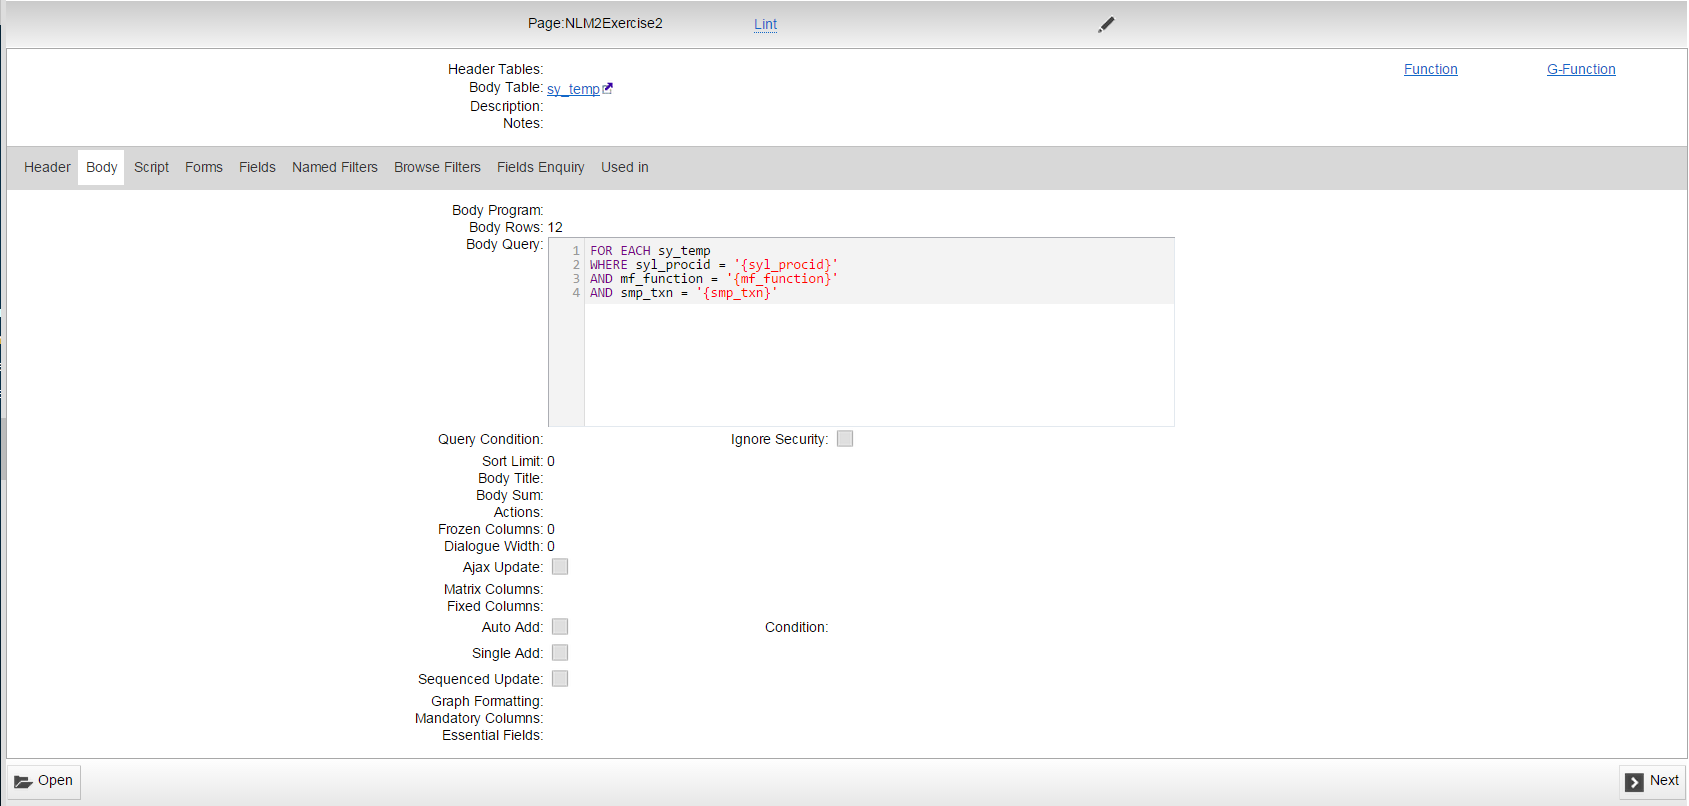 Page:NLM2Exercise2 Lint
Header Tables: Function G-Function
Body Table: sy_temp
Description:
Notes:
Header Body Script Forms Fields Named Filters Browse Filters Fields Enquiry Used in
Body Program:
Body Rows: 12
Body Query:
1 FOR EACH sy_temp
2 WHERE syl_procid = '{syl_procid}'
3 AND mf_function = '{mf_function}'
4 AND smp_txn = '{smp_txn}'
Query Condition: Ignore Security:
Sort Limit: 0
Body Title:
Body Sum:
Actions:
Frozen Columns: 0
Dialogue Width: 0
Ajax Update:
Matrix Columns:
Fixed Columns:
Auto Add: Condition:
Single Add:
Sequenced Update:
Graph Formatting:
Mandatory Columns:
Essential Fields:
Open Next